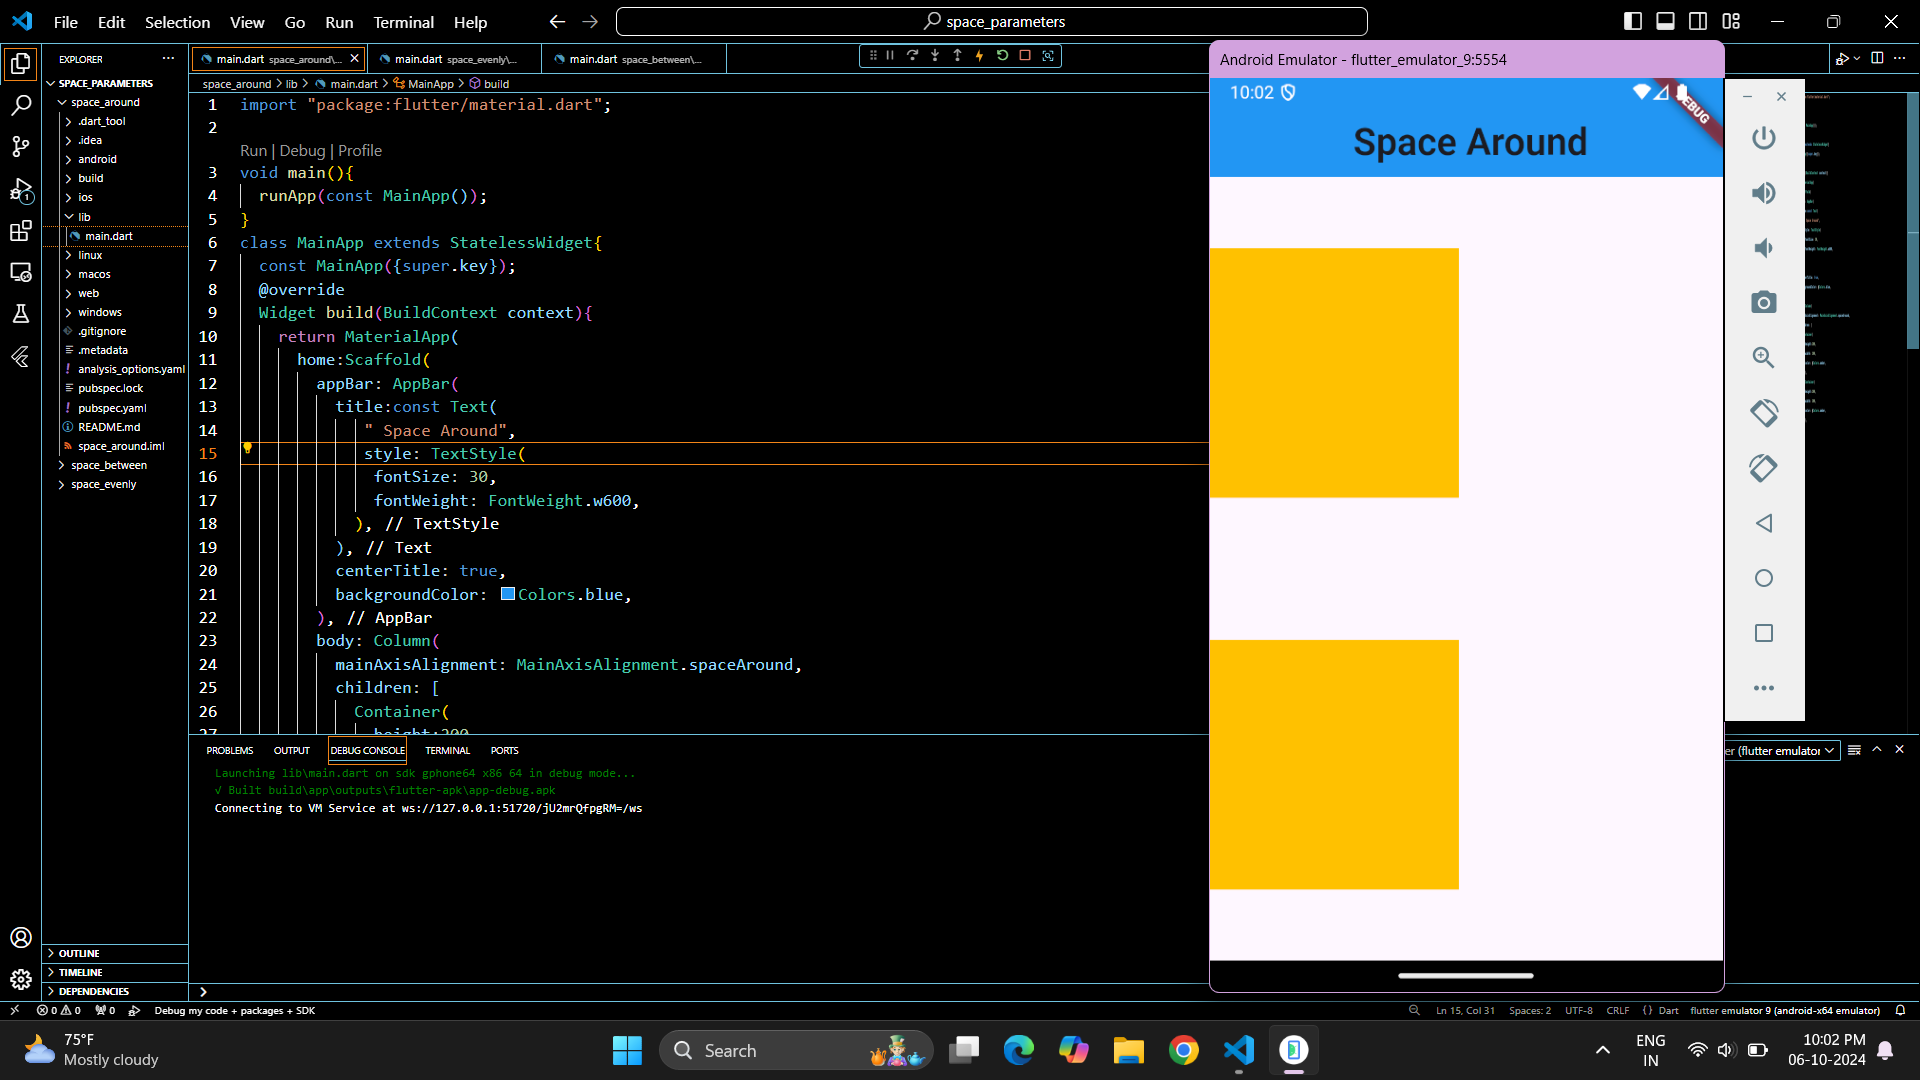 File Edit Selection View Go Run Terminal Help
space_parameters
EXPLORER
SPACE_PARAMETERS
space_around
.dart_tool
.idea
android
build
ios
lib
main.dart
linux
macos
web
windows
.gitignore
.metadata
analysis_options.yaml
pubspec.lock
pubspec.yaml
README.md
space_around.iml
space_between
space_evenly
OUTLINE
TIMELINE
DEPENDENCIES
main.dart space_around\...
main.dart space_evenly\...
main.dart space_between\...
space_around > lib > main.dart > MainApp > build
1 import "package:flutter/material.dart";
2
Run | Debug | Profile
3 void main(){
4 runApp(const MainApp());
5 }
6 class MainApp extends StatelessWidget{
7 const MainApp({super.key});
8 @override
9 Widget build(BuildContext context){
10 return MaterialApp(
11 home:Scaffold(
12 appBar: AppBar(
13 title:const Text(
14 " Space Around",
15 style: TextStyle(
16 fontSize: 30,
17 fontWeight: FontWeight.w600,
18 ), // TextStyle
19 ), // Text
20 centerTitle: true,
21 backgroundColor: Colors.blue,
22 ), // AppBar
23 body: Column(
24 mainAxisAlignment: MainAxisAlignment.spaceAround,
25 children: [
26 Container(
27 height:200
PROBLEMS OUTPUT DEBUG CONSOLE TERMINAL PORTS
er (flutter emulator
Launching lib\main.dart on sdk gphone64 x86 64 in debug mode...
√ Built build\app\outputs\flutter-apk\app-debug.apk
Connecting to VM Service at ws://127.0.0.1:51720/jU2mrQfpgRM=/ws
Android Emulator - flutter_emulator_9:5554
10:02
DEBUG
Space Around
0 0 0 Debug my code + packages + SDK
Ln 15, Col 31 Spaces: 2 UTF-8 CRLF {} Dart flutter emulator 9 (android-x64 emulator)
75°F
Mostly cloudy
Search
ENG
IN
10:02 PM
06-10-2024